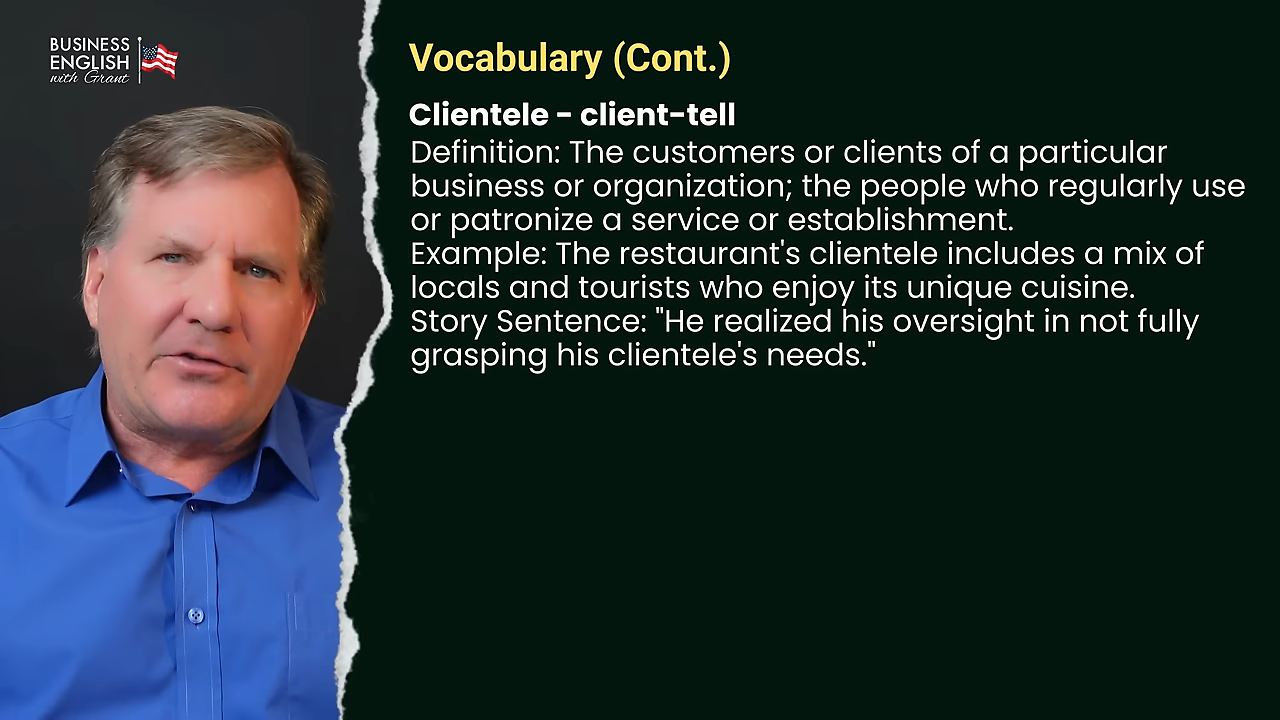 BUSINESS
ENGLISH
with Grant
Vocabulary (Cont.)
Clientele - client-tell
Definition: The customers or clients of a particular
business or organization; the people who regularly use
or patronize a service or establishment.
Example: The restaurant's clientele includes a mix of
locals and tourists who enjoy its unique cuisine.
Story Sentence: "He realized his oversight in not fully
grasping his clientele's needs."